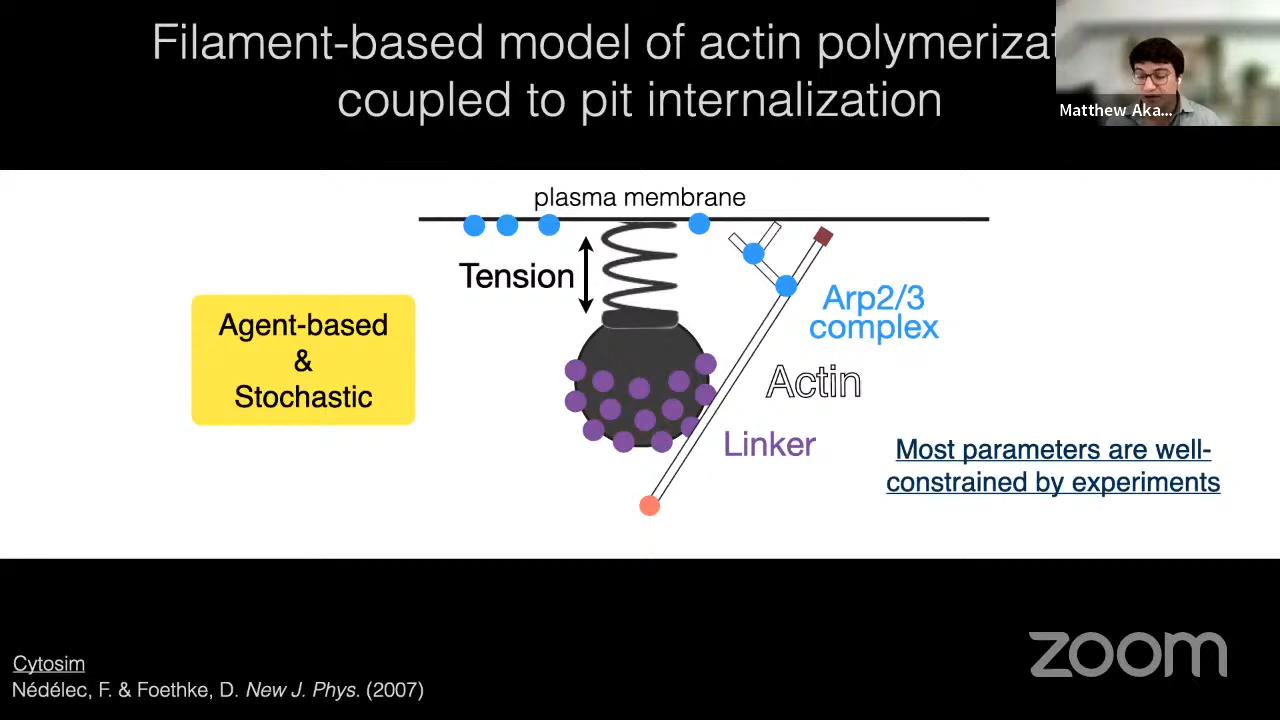 Filament-based model of actin polymerizat
coupled to pit internalization
Matthew Aka...
plasma membrane
Tension
Agent-based
&
Stochastic
Arp2/3
complex
Actin
Linker
Most parameters are well-
constrained by experiments
Cytosim
Nédélec, F. & Foethke, D. New J. Phys. (2007)
zoom